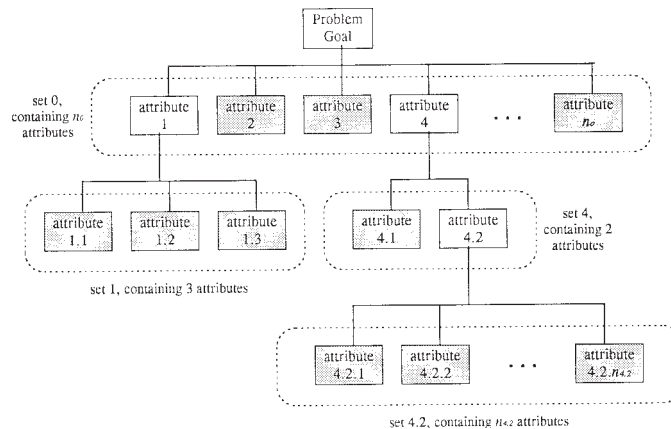 Problem
Goal
set 0,
containing n₀
attributes
attribute
1
attribute
2
attribute
3
attribute
4
• • •
attribute
n₀
attribute
1.1
attribute
1.2
attribute
1.3
attribute
4.1
attribute
4.2
set 4,
containing 2
attributes
set 1, containing 3 attributes
attribute
4.2.1
attribute
4.2.2
• • •
attribute
4.2.n₄.₂
set 4.2, containing n₄.₂ attributes